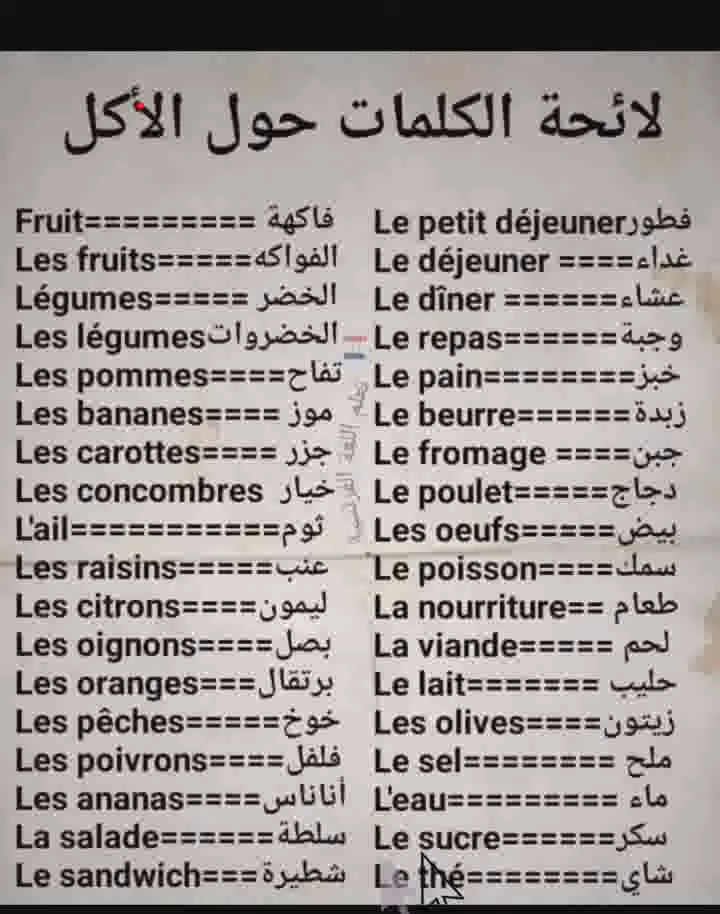 لائحة الكلمات حول الأكل
Fruit========= فاكهة
Les fruits=====الفواكه
Légumes===== الخضر
Les légumesالخضروات
Les pommes====تفاح
Les bananes==== موز
Les carottes==== جزر
Les concombres خيار
L'ail===========ثوم
Les raisins=====عنب
Les citrons====ليمون
Les oignons====بصل
Les oranges===برتقال
Les pêches=====خوخ
Les poivrons====فلفل
Les ananas====أناناس
La salade======سلطة
Le sandwich===شطيرة
Le petit déjeunerفطور
Le déjeuner ====غداء
Le dîner ======عشاء
Le repas======وجبة
Le pain========خبز
Le beurre======زبدة
Le fromage ====جبن
Le poulet=====دجاج
Les oeufs=====بيض
Le poisson====سمك
La nourriture== طعام
La viande===== لحم
Le lait======= حليب
Les olives====زيتون
Le sel======== ملح
L'eau========= ماء
Le sucre======سكر
Le thé========شاي
تعلم اللغة الفرنسية